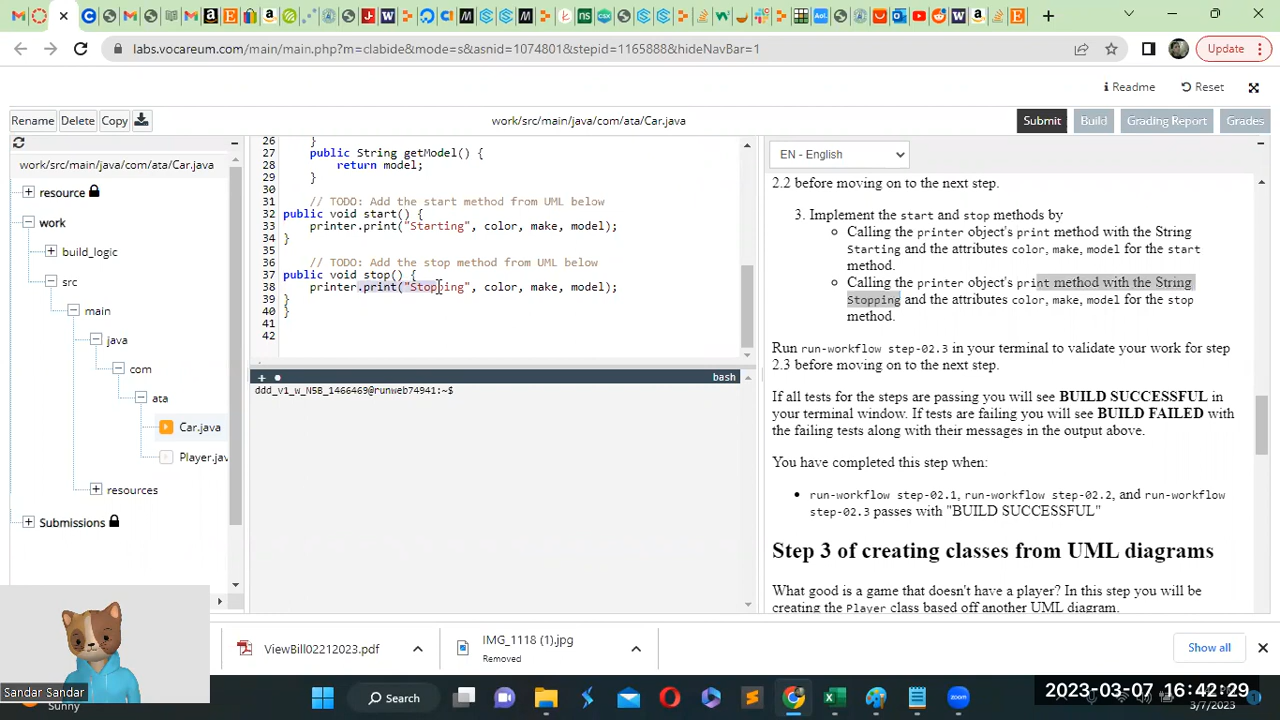 labs.vocareum.com/main/main.php?m=clabide&mode=s&asnid=1074801&stepid=1165888&hideNavBar=1
Update
Readme
Reset
Rename
Delete
Copy
work/src/main/java/com/ata/Car.java
Submit
Build
Grading Report
Grades
work/src/main/java/com/ata/Car.java
resource
work
build_logic
src
main
java
com
ata
Car.java
Player.jav
resources
Submissions
26 }
27 public String getModel() {
28 return model;
29 }
30
31 // TODO: Add the start method from UML below
32 public void start() {
33 printer.print("Starting", color, make, model);
34 }
35
36 // TODO: Add the stop method from UML below
37 public void stop() {
38 printer.print("Stopping", color, make, model);
39 }
40 }
41
42
bash
ddd_v1_w_N5B_1466469@runweb74941:~$
EN - English
2.2 before moving on to the next step.
3. Implement the start and stop methods by
Calling the printer object's print method with the String
Starting and the attributes color, make, model for the start
method.
Calling the printer object's print method with the String
Stopping and the attributes color, make, model for the stop
method.
Run run-workflow step-02.3 in your terminal to validate your work for step
2.3 before moving on to the next step.
If all tests for the steps are passing you will see BUILD SUCCESSFUL in
your terminal window. If tests are failing you will see BUILD FAILED with
the failing tests along with their messages in the output above.
You have completed this step when:
run-workflow step-02.1, run-workflow step-02.2, and run-workflow
step-02.3 passes with "BUILD SUCCESSFUL"
Step 3 of creating classes from UML diagrams
What good is a game that doesn't have a player? In this step you will be
creating the Player class based off another UML diagram.
Sandar Sandar
ViewBill02212023.pdf
IMG_1118 (1).jpg
Removed
Show all
Sunny
Search
2023-03-07 16:42:29
3/7/2023